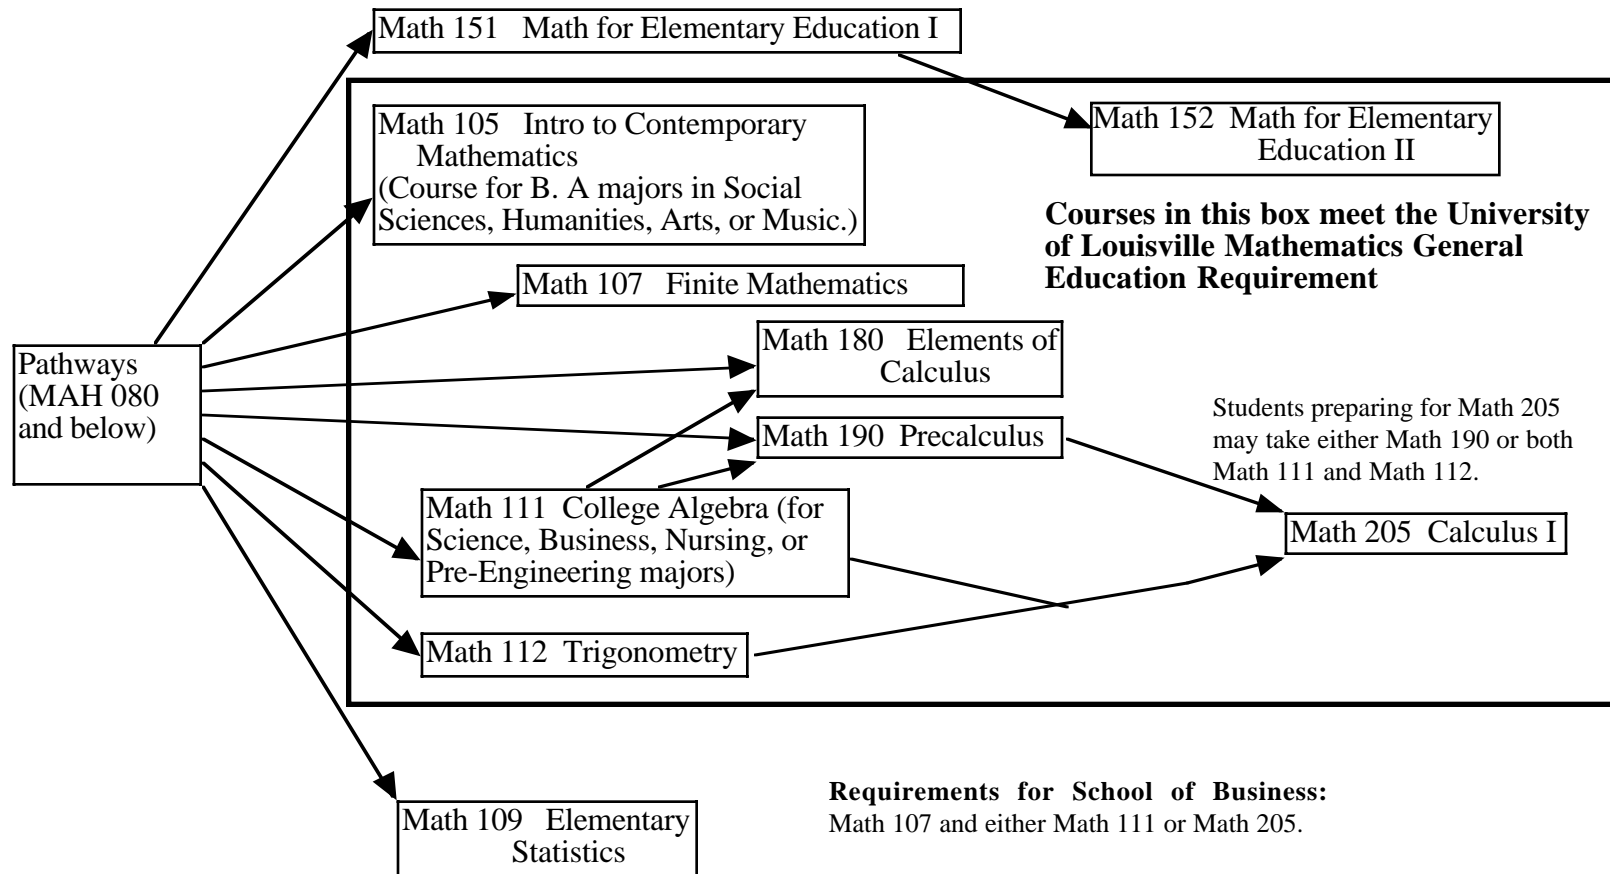 Math 151 Math for Elementary Education I
Math 105 Intro to Contemporary
Mathematics
(Course for B. A majors in Social
Sciences, Humanities, Arts, or Music.)
Math 152 Math for Elementary
Education II
Courses in this box meet the University
of Louisville Mathematics General
Education Requirement
Math 107 Finite Mathematics
Pathways
(MAH 080
and below)
Math 180 Elements of
Calculus
Math 190 Precalculus
Students preparing for Math 205
may take either Math 190 or both
Math 111 and Math 112.
Math 111 College Algebra (for
Science, Business, Nursing, or
Pre-Engineering majors)
Math 205 Calculus I
Math 112 Trigonometry
Math 109 Elementary
Statistics
Requirements for School of Business:
Math 107 and either Math 111 or Math 205.